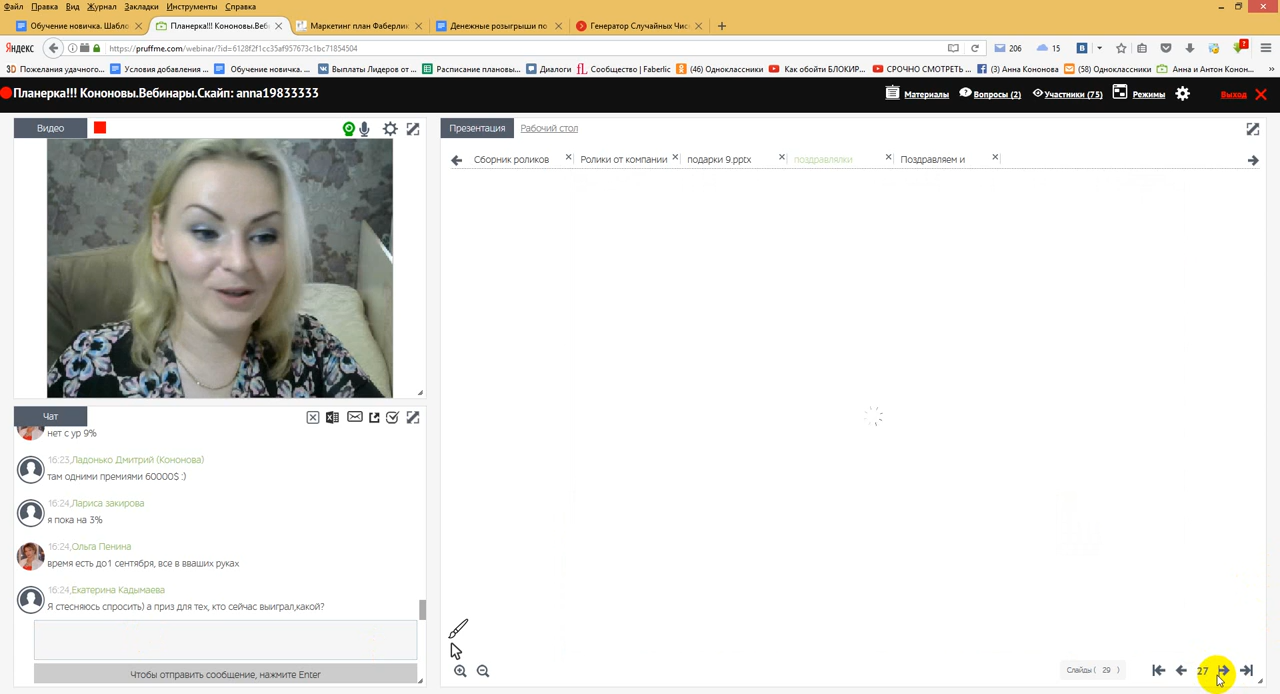 Файл Правка Вид Журнал Закладки Инструменты Справка
Обучение новичка. Шабло Планерка!!! Кононовы.Веб Маркетинг план Фаберли Денежные розыгрыши по Генератор Случайных Чис
Яндекс https://pruffme.com/webinar/?id=6128f2f1cc35af957673c1bc71854504 206 15 В 7
3D Пожелания удачного... Условия добавления ... Обучение новичка. ... Выплаты Лидеров от ... Расписание плановы... Диалоги Сообщество | Faberlic (46) Одноклассники Как обойти БЛОКИР... СРОЧНО СМОТРЕТЬ ... (3) Анна Кононова (58) Одноклассники Анна и Антон Конон... »
Планерка!!! Кононовы.Вебинары.Скайп: anna19833333 Материалы Вопросы (2) Участники (75) Режимы Выход
Видео
Презентация Рабочий стол
Сборник роликов Ролики от компании подарки 9.pptx поздравлялки Поздравляем и
Чат
нет с ур 9%
16:23,Ладонько Дмитрий (Кононова)
там одними премиями 60000$ :)
16:24,Лариса закирова
я пока на 3%
16:24,Ольга Пенина
время есть до1 сентября, все в вваших руках
16:24,Екатерина Кадымаева
Я стесняюсь спросить) а приз для тех, кто сейчас выиграл,какой?
Чтобы отправить сообщение, нажмите Enter
Слайды ( 29 ) 27